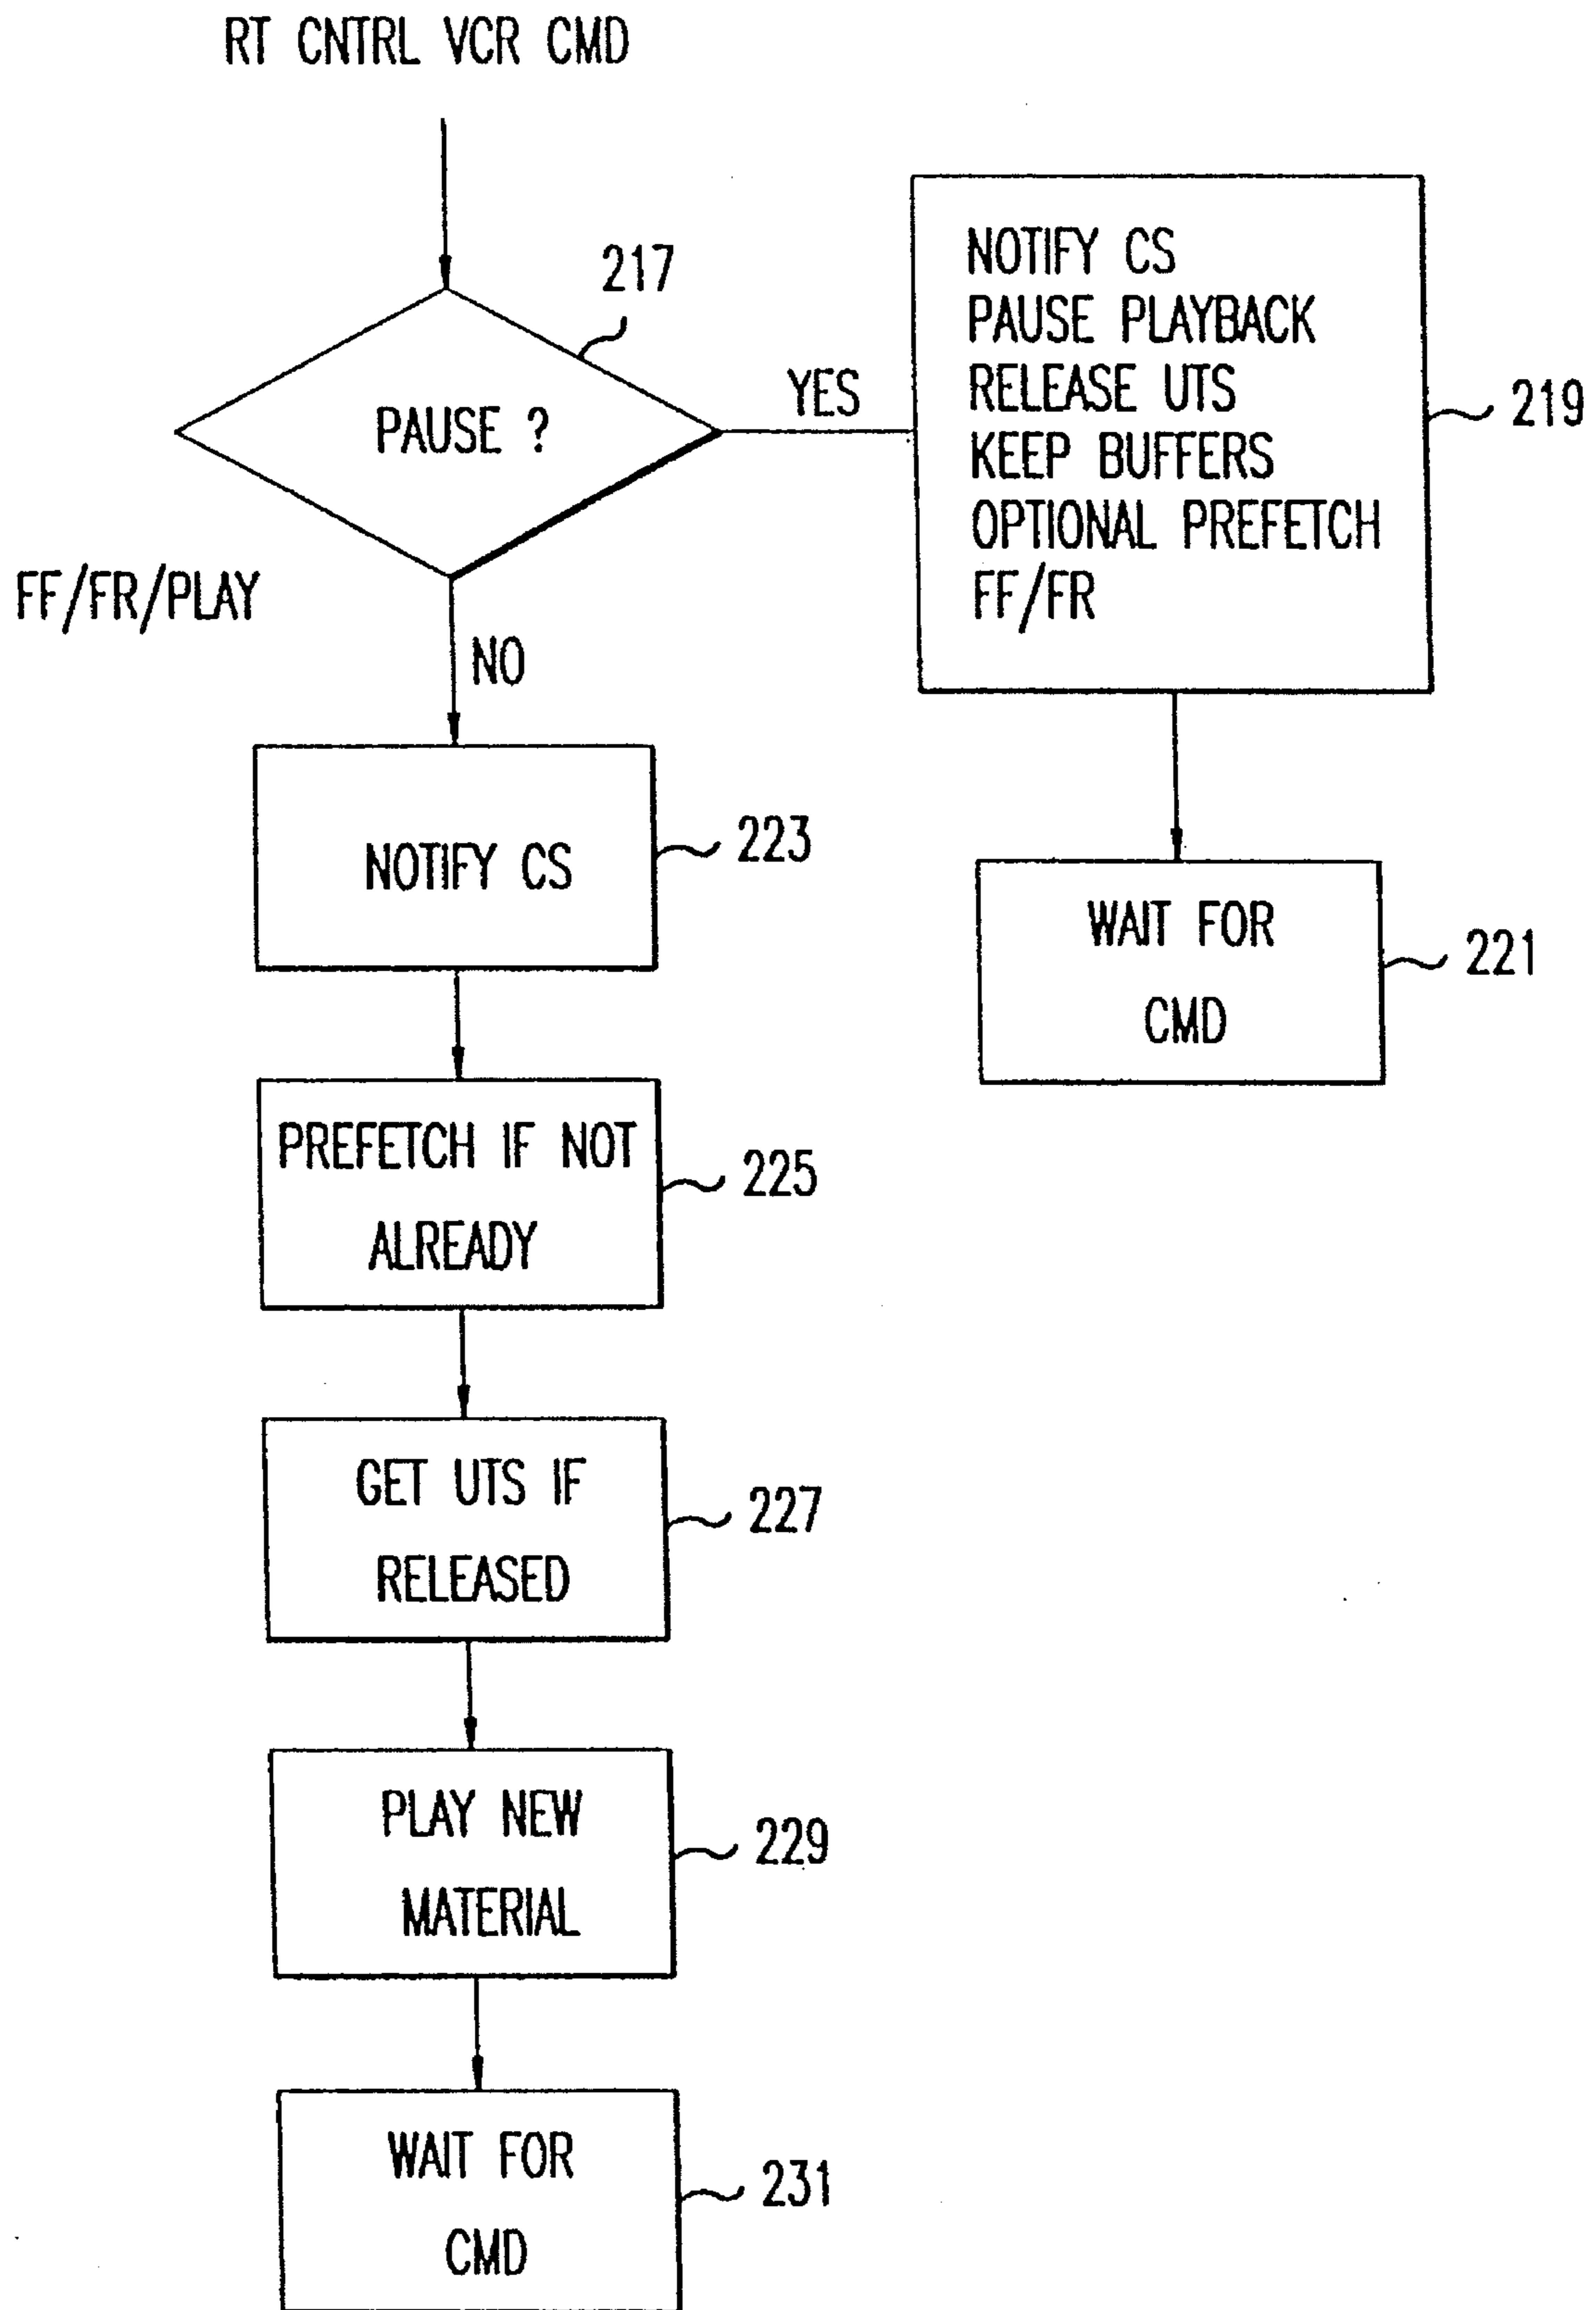 RT CNTRL VCR CMD
217
PAUSE ?
YES
NOTIFY CS
PAUSE PLAYBACK
RELEASE UTS
KEEP BUFFERS
OPTIONAL PREFETCH
FF/FR
219
FF/FR/PLAY
NO
NOTIFY CS
223
WAIT FOR
CMD
221
PREFETCH IF NOT
ALREADY
225
GET UTS IF
RELEASED
227
PLAY NEW
MATERIAL
229
WAIT FOR
CMD
231